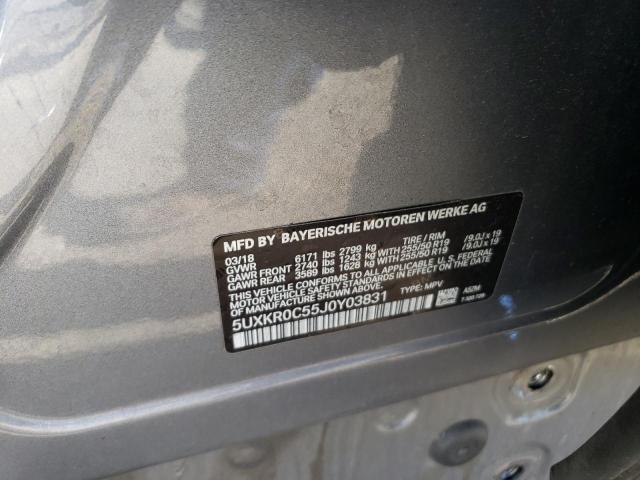 MFD BY BAYERISCHE MOTOREN WERKE AG
03/18 TIRE / RIM
GVWR 6171 lbs 2799 kg
GAWR FRONT 2740 lbs 1243 kg WITH 255/50 R19 /9.0J x 19
GAWR REAR 3589 lbs 1628 kg WITH 255/50 R19 /9.0J x 19
THIS VEHICLE CONFORMS TO ALL APPLICABLE U.S. FEDERAL
MOTOR VEHICLE SAFETY STANDARDS IN EFFECT
ON THE DATE OF MANUFACTURE SHOWN ABOVE.
5UXKR0C55J0Y03831 TYPE: MPV